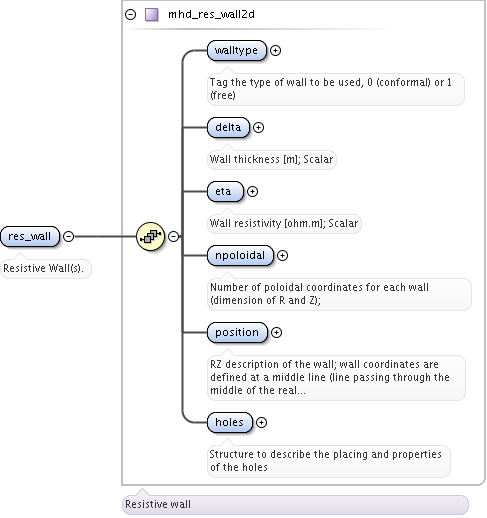 mhd_res_wall2d
walltype
Tag the type of wall to be used, 0 (conformal) or 1
(free)
delta
Wall thickness [m]; Scalar
eta
Wall resistivity [ohm.m]; Scalar
res_wall
Resistive Wall(s).
npoloidal
Number of poloidal coordinates for each wall
(dimension of R and Z);
position
RZ description of the wall; wall coordinates are
defined at a middle line (line passing through the
middle of the real...
holes
Structure to describe the placing and properties
of the holes
Resistive wall